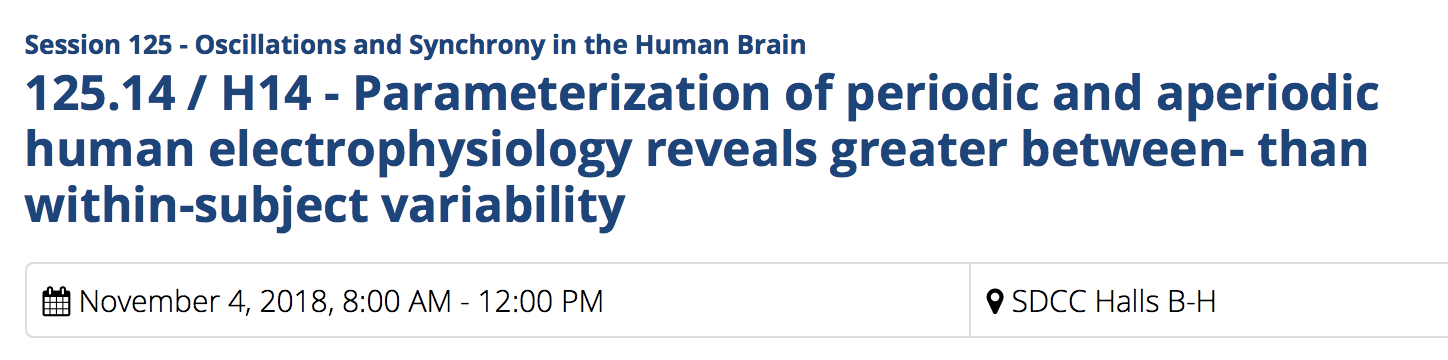 Session 125 - Oscillations and Synchrony in the Human Brain
125.14 / H14 - Parameterization of periodic and aperiodic
human electrophysiology reveals greater between- than
within-subject variability
November 4, 2018, 8:00 AM - 12:00 PM
SDCC Halls B-H